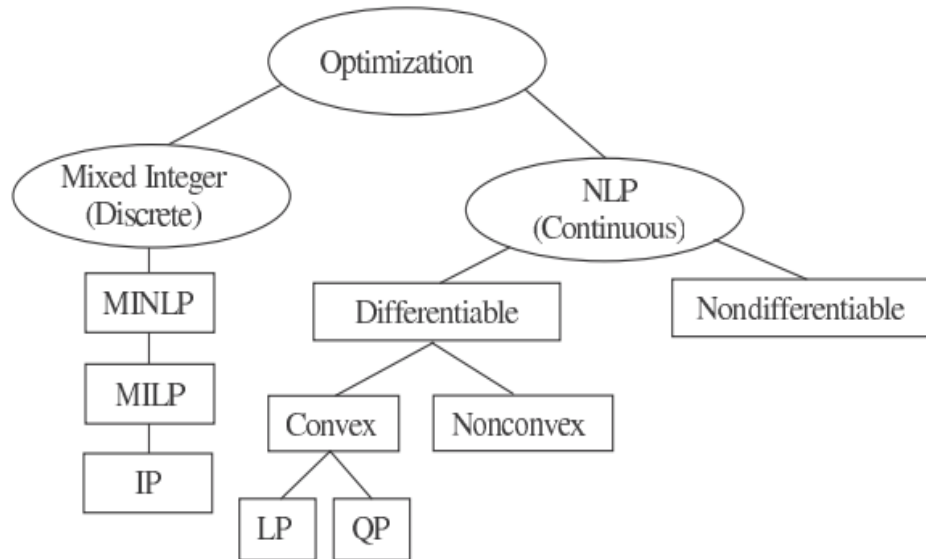 Optimization
Mixed Integer
(Discrete)
NLP
(Continuous)
MINLP
Differentiable
Nondifferentiable
MILP
Convex
Nonconvex
IP
LP
QP